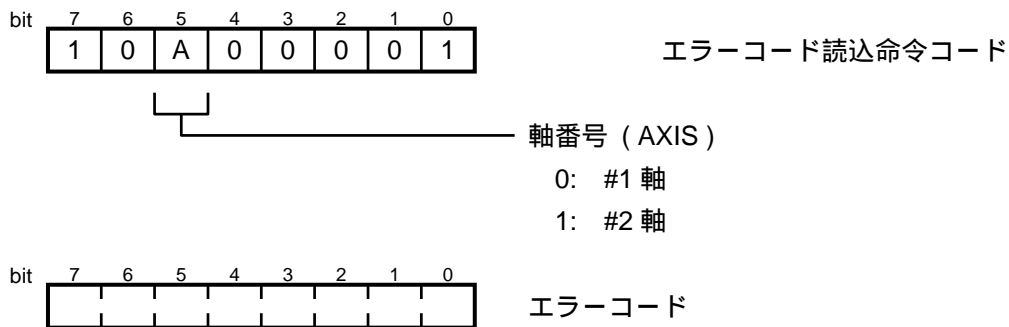 bit 7 6 5 4 3 2 1 0
1 0 A 0 0 0 0 1 エラーコード読込命令コード
軸番号 ( AXIS )
0: #1 軸
1: #2 軸
bit 7 6 5 4 3 2 1 0
エラーコード